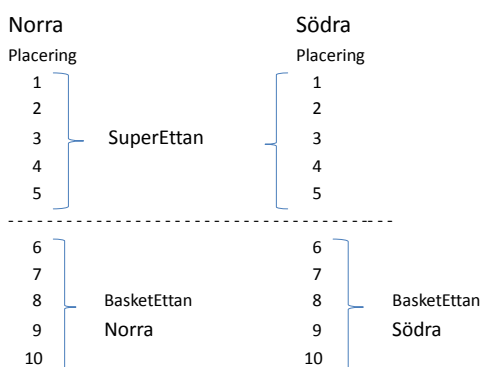 Norra Södra
Placering Placering
1 1
2 2
3 SuperEttan 3
4 4
5 5
6 6
7 7
8 BasketEttan 8 BasketEttan
9 Norra 9 Södra
10 10